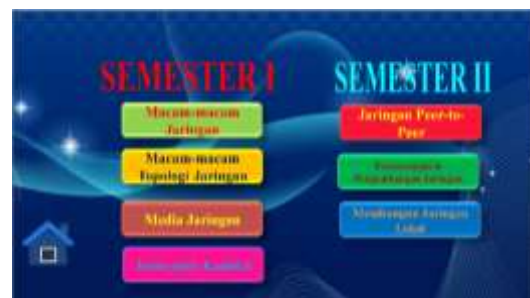 SEMESTER I
Macam-macam
Jaringan
Macam-macam
Topologi Jaringan
Media Jaringan
SEMESTER II
Jaringan Peer-to-
Peer
Membangun Jaringan
Lokal